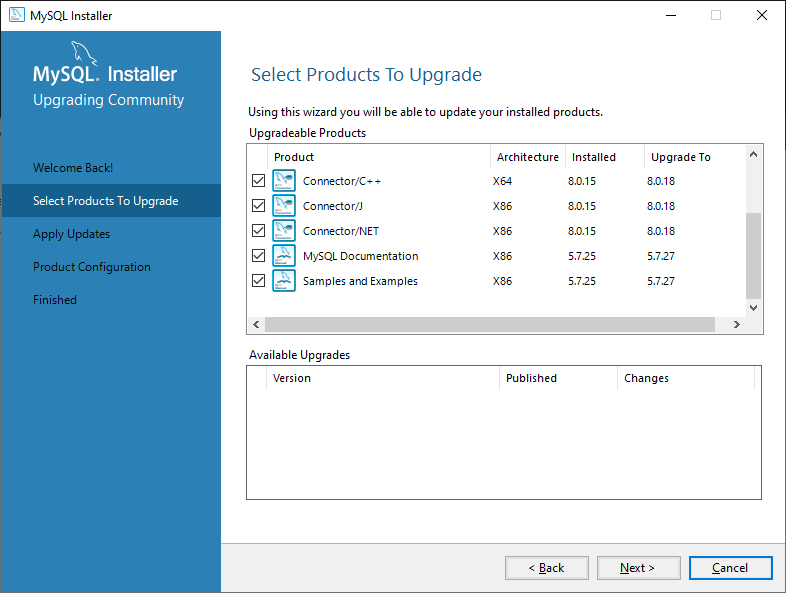 MySQL Installer
MySQL. Installer
Upgrading Community
Welcome Back!
Select Products To Upgrade
Apply Updates
Product Configuration
Finished
Select Products To Upgrade
Using this wizard you will be able to update your installed products.
Upgradeable Products
Product Architecture Installed Upgrade To
Connector/C++ X64 8.0.15 8.0.18
Connector/J X86 8.0.15 8.0.18
Connector/NET X86 8.0.15 8.0.18
MySQL Documentation X86 5.7.25 5.7.27
Samples and Examples X86 5.7.25 5.7.27
Available Upgrades
Version Published Changes
< Back Next > Cancel